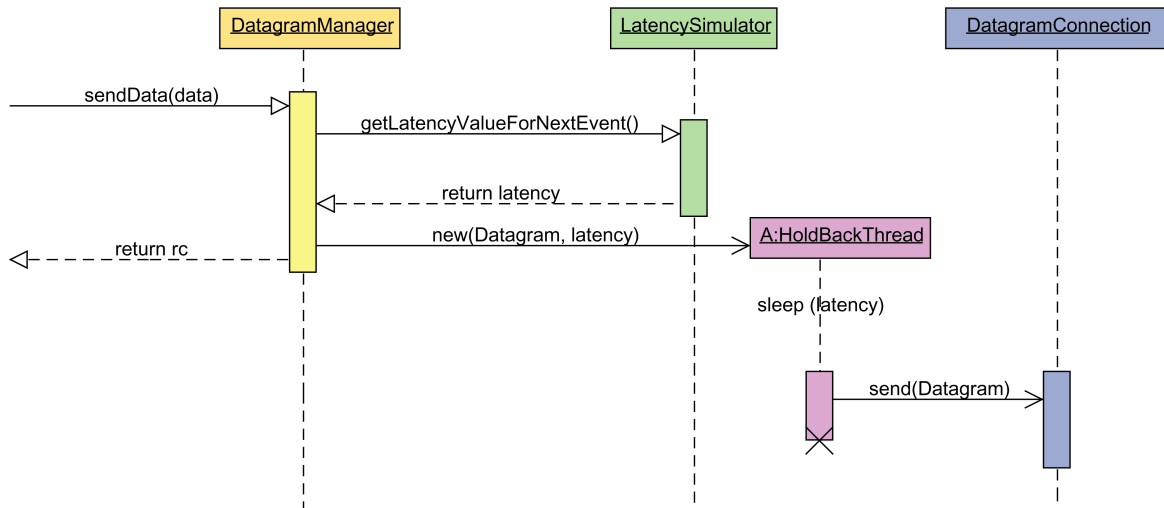 DatagramManager
LatencySimulator
DatagramConnection
sendData(data)
getLatencyValueForNextEvent()
return latency
new(Datagram, latency)
A:HoldBackThread
return rc
sleep (latency)
send(Datagram)